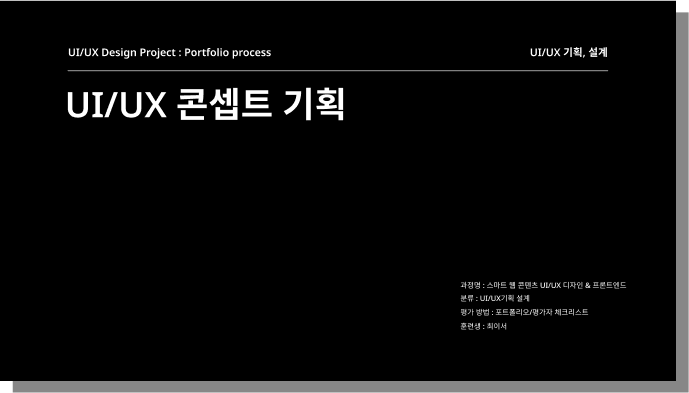 UI/UX Design Project : Portfolio process
UI/UX 기획, 설계
UI/UX 콘셉트 기획
과정명 : 스마트 웹 콘텐츠 UI/UX 디자인 & 프론트엔드
분류 : UI/UX기획 설계
평가 방법 : 포트폴리오/평가자 체크리스트
훈련생 : 최이서